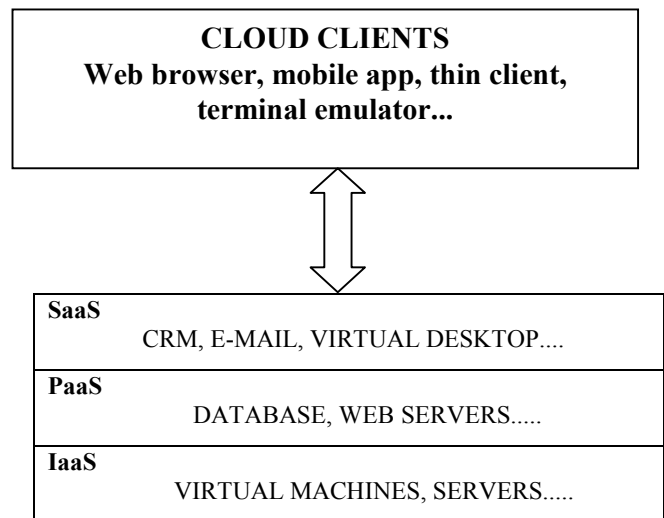 CLOUD CLIENTS
Web browser, mobile app, thin client,
terminal emulator...
SaaS
CRM, E-MAIL, VIRTUAL DESKTOP....
PaaS
DATABASE, WEB SERVERS.....
IaaS
VIRTUAL MACHINES, SERVERS.....